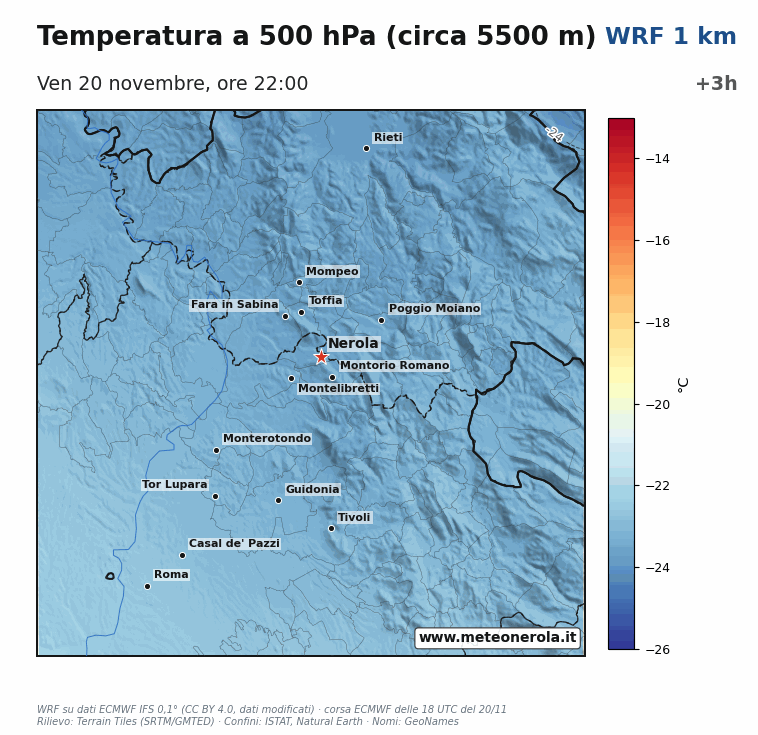 Temperatura a 500 hPa (circa 5500 m) WRF 1 km
Ven 20 novembre, ore 22:00 +3h
-24
Rieti
Mompeo
Toffia
Fara in Sabina
Poggio Moiano
Nerola
Montorio Romano
Montelibretti
Monterotondo
Tor Lupara
Guidonia
Tivoli
Casal de' Pazzi
Roma
www.meteonerola.it
−14
−16
−18
−20
−22
−24
−26
°C
WRF su dati ECMWF IFS 0,1° (CC BY 4.0, dati modificati) · corsa ECMWF delle 18 UTC del 20/11
Rilievo: Terrain Tiles (SRTM/GMTED) · Confini: ISTAT, Natural Earth · Nomi: GeoNames